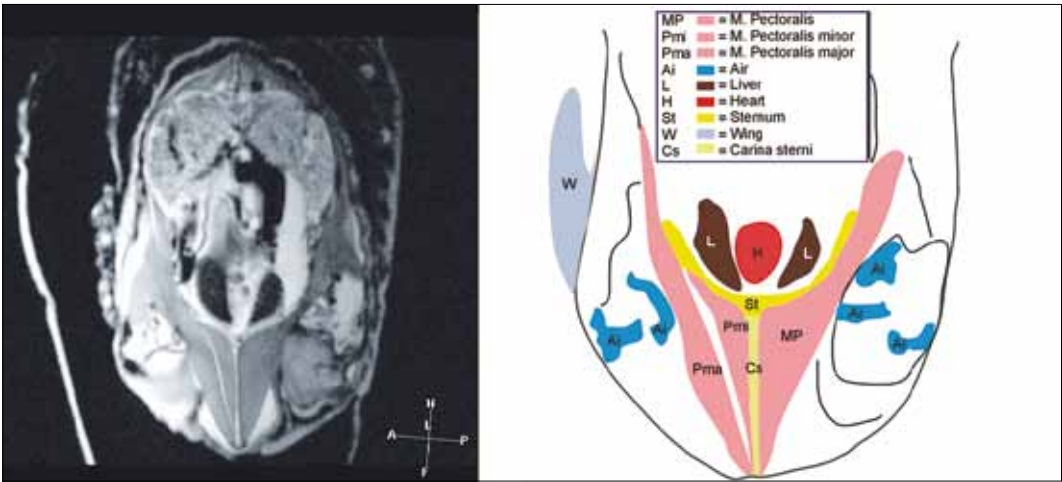 H
L
A P
F
MP = M. Pectoralis
Pmi = M. Pectoralis minor
Pma = M. Pectoralis major
Ai = Air
L = Liver
H = Heart
St = Sternum
W = Wing
Cs = Carina sterni
W
L H L
Ai
St
Ai Ai Ai
Pmi MP
Ai
Pma Cs